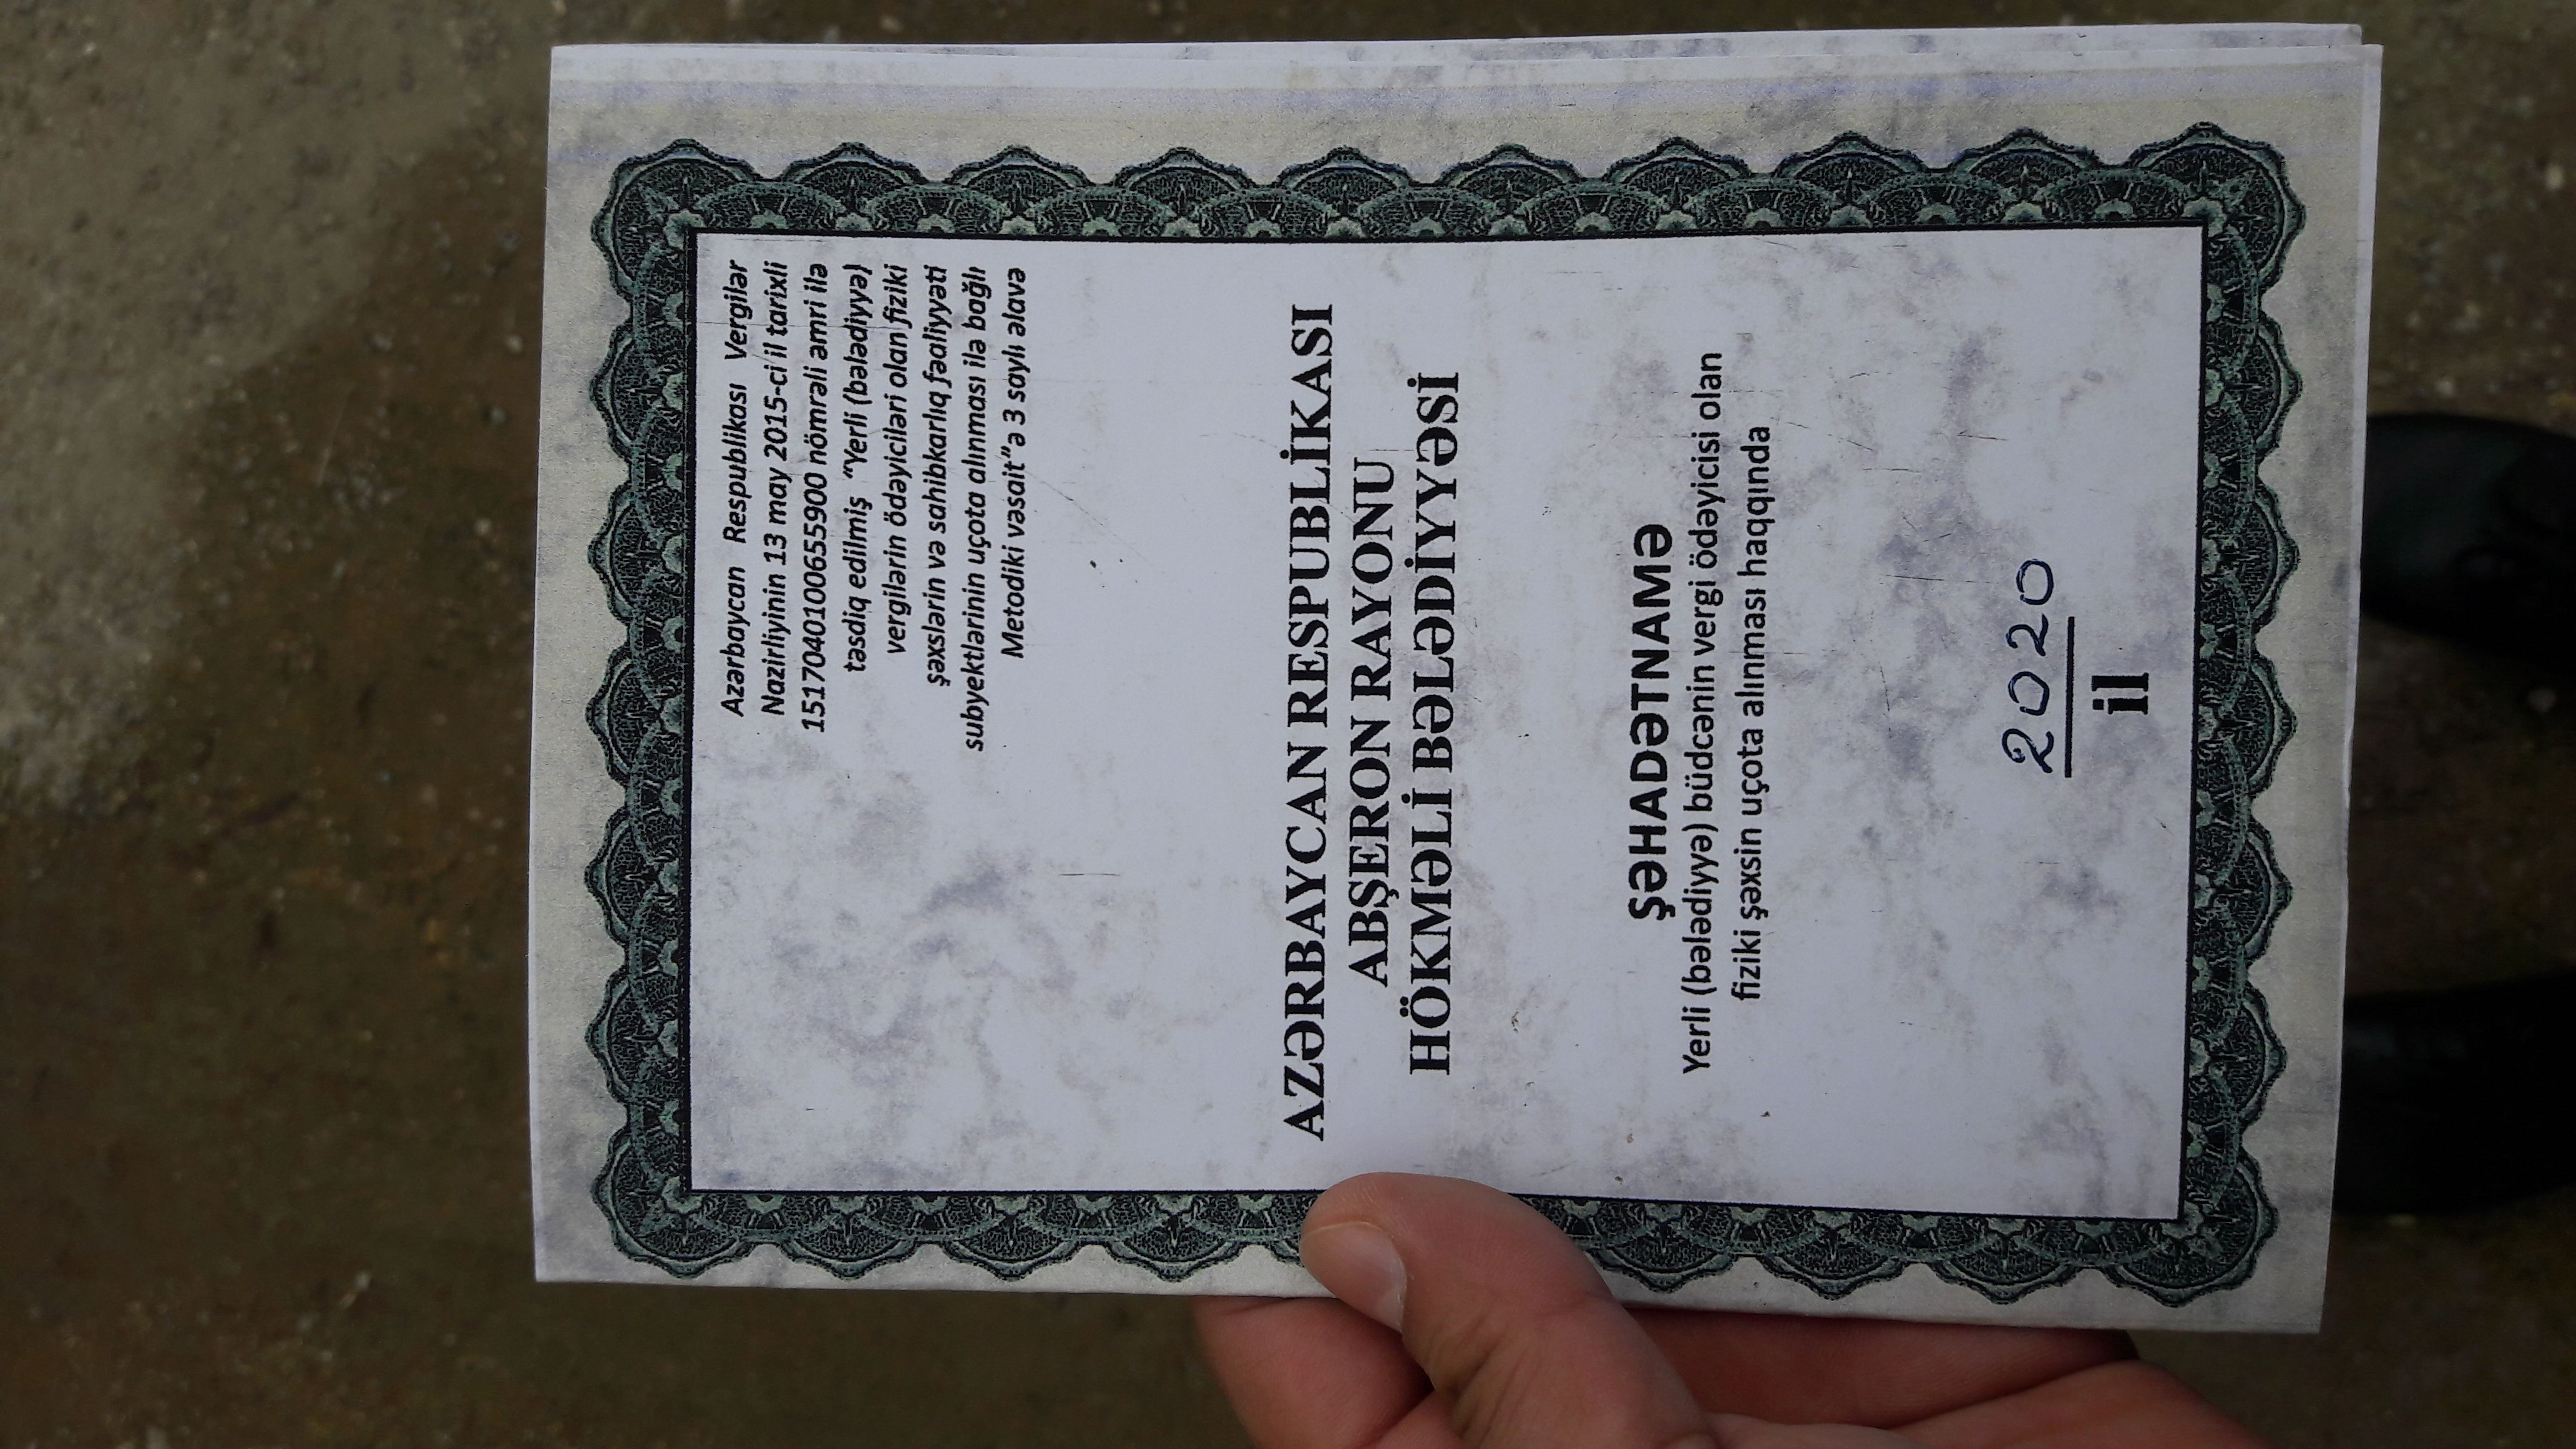 Azərbaycan Respublikası Vergilər
Nazirliyinin 13 may 2015-ci il tarixli
1517040100655900 nömrəli əmri ilə
təsdiq edilmiş “Yerli (bələdiyyə)
vergilərin ödəyiciləri olan fiziki
şəxslərin və sahibkarlıq fəaliyyəti
subyektlərinin uçota alınması ilə bağlı
Metodiki vəsait”ə 3 saylı əlavə
AZƏRBAYCAN RESPUBLİKASI
ABŞERON RAYONU
HÖKMƏLİ BƏLƏDİYYƏSİ
ŞƏHADƏTNAMƏ
Yerli (bələdiyyə) büdcənin vergi ödəyicisi olan
fiziki şəxsin uçota alınması haqqında
2020
il